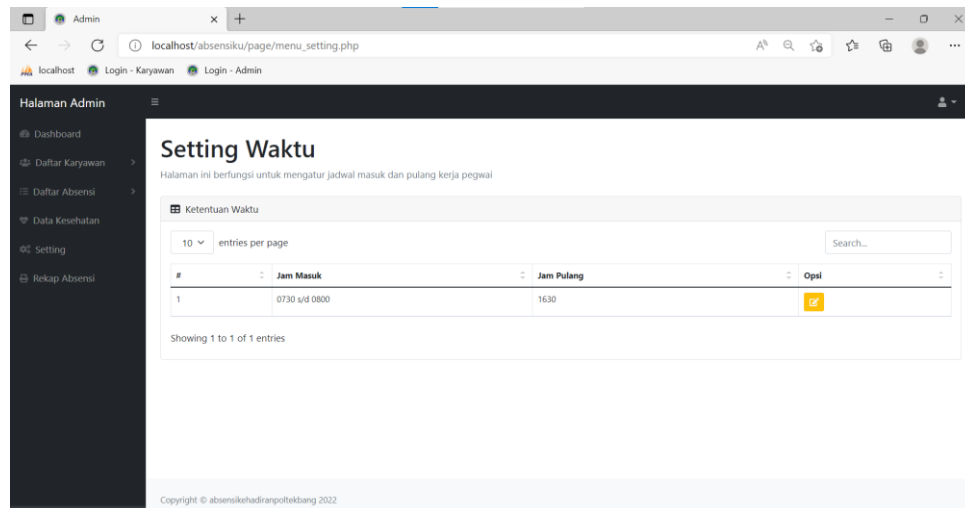 Admin
localhost/absensiku/page/menu_setting.php
localhost Login - Karyawan Login - Admin
Halaman Admin
Dashboard
Daftar Karyawan
Daftar Absensi
Data Kesehatan
Setting
Rekap Absensi
Setting Waktu
Halaman ini berfungsi untuk mengatur jadwal masuk dan pulang kerja pegwai
Ketentuan Waktu
10 entries per page Search...
# Jam Masuk Jam Pulang Opsi
1 0730 s/d 0800 1630
Showing 1 to 1 of 1 entries
Copyright © absensikehadiranpoltekbang 2022